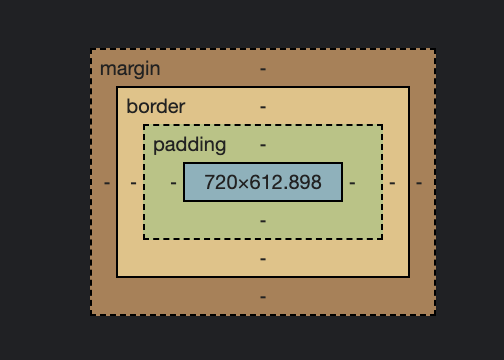 margin -
border -
padding -
- - - 720×612.898 - - -
-
-
-